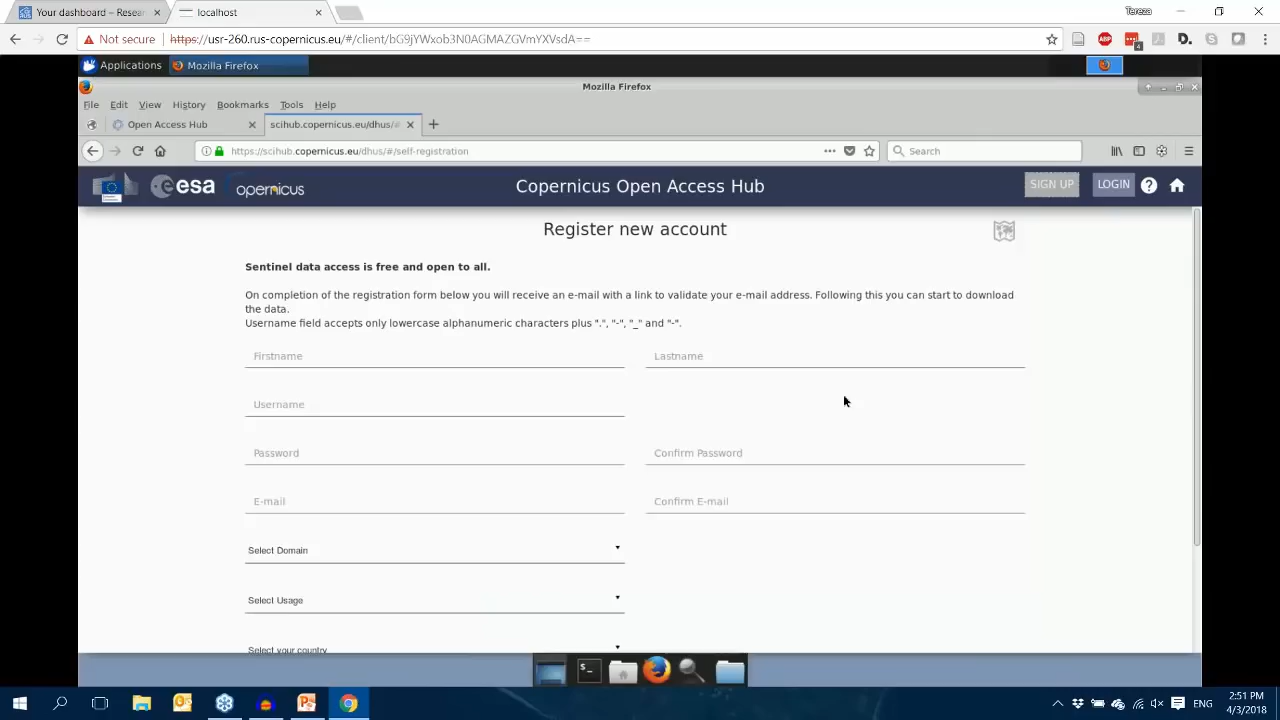 Your dashboard – Resear
localhost
Teresa
Not secure
https://usr-260.rus-copernicus.eu/#/client/bG9jYWxob3N0AGMAZGVmYXVsdA==
ABP
4
Applications
Mozilla Firefox
Mozilla Firefox
File Edit View History Bookmarks Tools Help
Open Access Hub
scihub.copernicus.eu/dhus/#
https://scihub.copernicus.eu/dhus/#/self-registration
Search
esa
opernicus
Copernicus Open Access Hub
SIGN UP
LOGIN
Register new account
Sentinel data access is free and open to all.
On completion of the registration form below you will receive an e-mail with a link to validate your e-mail address. Following this you can start to download
the data.
Username field accepts only lowercase alphanumeric characters plus ".", "-", "_" and "-".
Firstname
Lastname
Username
Password
Confirm Password
E-mail
Confirm E-mail
Select Domain
Select Usage
Select your country
ENG
2:51 PM
4/3/2018